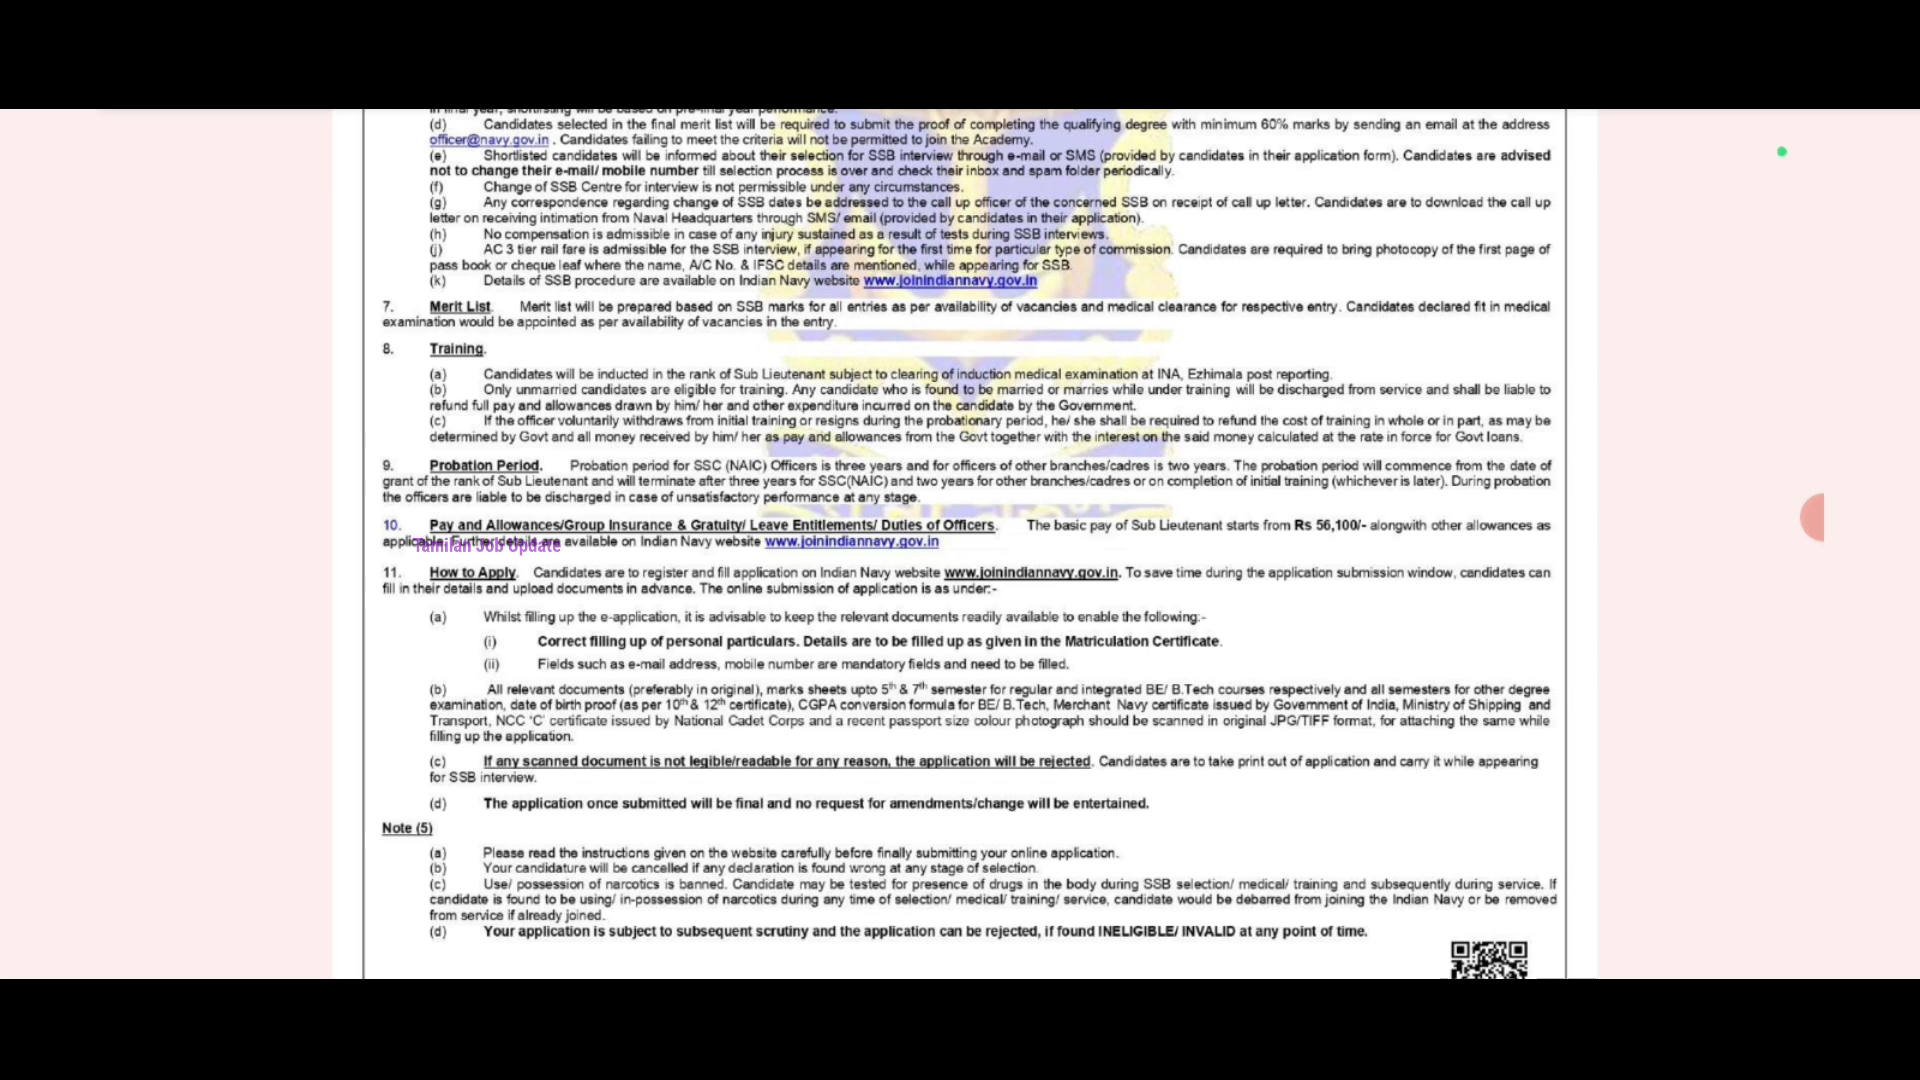 in final year, shortlisting will be based on pre-final year performance.
(d) Candidates selected in the final merit list will be required to submit the proof of completing the qualifying degree with minimum 60% marks by sending an email at the address
officer@navy.gov.in . Candidates failing to meet the criteria will not be permitted to join the Academy.
(e) Shortlisted candidates will be informed about their selection for SSB interview through e-mail or SMS (provided by candidates in their application form). Candidates are advised
not to change their e-mail/ mobile number till selection process is over and check their inbox and spam folder periodically.
(f) Change of SSB Centre for interview is not permissible under any circumstances.
(g) Any correspondence regarding change of SSB dates be addressed to the call up officer of the concerned SSB on receipt of call up letter. Candidates are to download the call up
letter on receiving intimation from Naval Headquarters through SMS/ email (provided by candidates in their application).
(h) No compensation is admissible in case of any injury sustained as a result of tests during SSB interviews.
(j) AC 3 tier rail fare is admissible for the SSB interview, if appearing for the first time for particular type of commission. Candidates are required to bring photocopy of the first page of
pass book or cheque leaf where the name, A/C No. & IFSC details are mentioned, while appearing for SSB.
(k) Details of SSB procedure are available on Indian Navy website www.joinindiannavy.gov.in
7. Merit List. Merit list will be prepared based on SSB marks for all entries as per availability of vacancies and medical clearance for respective entry. Candidates declared fit in medical
examination would be appointed as per availability of vacancies in the entry.
8. Training.
(a) Candidates will be inducted in the rank of Sub Lieutenant subject to clearing of induction medical examination at INA, Ezhimala post reporting.
(b) Only unmarried candidates are eligible for training. Any candidate who is found to be married or marries while under training will be discharged from service and shall be liable to
refund full pay and allowances drawn by him/ her and other expenditure incurred on the candidate by the Government.
(c) If the officer voluntarily withdraws from initial training or resigns during the probationary period, he/ she shall be required to refund the cost of training in whole or in part, as may be
determined by Govt and all money received by him/ her as pay and allowances from the Govt together with the interest on the said money calculated at the rate in force for Govt loans.
9. Probation Period. Probation period for SSC (NAIC) Officers is three years and for officers of other branches/cadres is two years. The probation period will commence from the date of
grant of the rank of Sub Lieutenant and will terminate after three years for SSC(NAIC) and two years for other branches/cadres or on completion of initial training (whichever is later). During probation
the officers are liable to be discharged in case of unsatisfactory performance at any stage.
10. Pay and Allowances/Group Insurance & Gratuity/ Leave Entitlements/ Duties of Officers. The basic pay of Sub Lieutenant starts from Rs 56,100/- alongwith other allowances as
applicable. Further details are available on Indian Navy website www.joinindiannavy.gov.in
Tamilan Job Update
11. How to Apply. Candidates are to register and fill application on Indian Navy website www.joinindiannavy.gov.in. To save time during the application submission window, candidates can
fill in their details and upload documents in advance. The online submission of application is as under:-
(a) Whilst filling up the e-application, it is advisable to keep the relevant documents readily available to enable the following:-
(i) Correct filling up of personal particulars. Details are to be filled up as given in the Matriculation Certificate.
(ii) Fields such as e-mail address, mobile number are mandatory fields and need to be filled.
(b) All relevant documents (preferably in original), marks sheets upto 5th & 7th semester for regular and integrated BE/ B.Tech courses respectively and all semesters for other degree
examination, date of birth proof (as per 10th & 12th certificate), CGPA conversion formula for BE/ B.Tech, Merchant Navy certificate issued by Government of India, Ministry of Shipping and
Transport, NCC 'C' certificate issued by National Cadet Corps and a recent passport size colour photograph should be scanned in original JPG/TIFF format, for attaching the same while
filling up the application.
(c) If any scanned document is not legible/readable for any reason, the application will be rejected. Candidates are to take print out of application and carry it while appearing
for SSB interview.
(d) The application once submitted will be final and no request for amendments/change will be entertained.
Note (5)
(a) Please read the instructions given on the website carefully before finally submitting your online application.
(b) Your candidature will be cancelled if any declaration is found wrong at any stage of selection.
(c) Use/ possession of narcotics is banned. Candidate may be tested for presence of drugs in the body during SSB selection/ medical/ training and subsequently during service. If
candidate is found to be using/ in-possession of narcotics during any time of selection/ medical/ training/ service, candidate would be debarred from joining the Indian Navy or be removed
from service if already joined.
(d) Your application is subject to subsequent scrutiny and the application can be rejected, if found INELIGIBLE/ INVALID at any point of time.